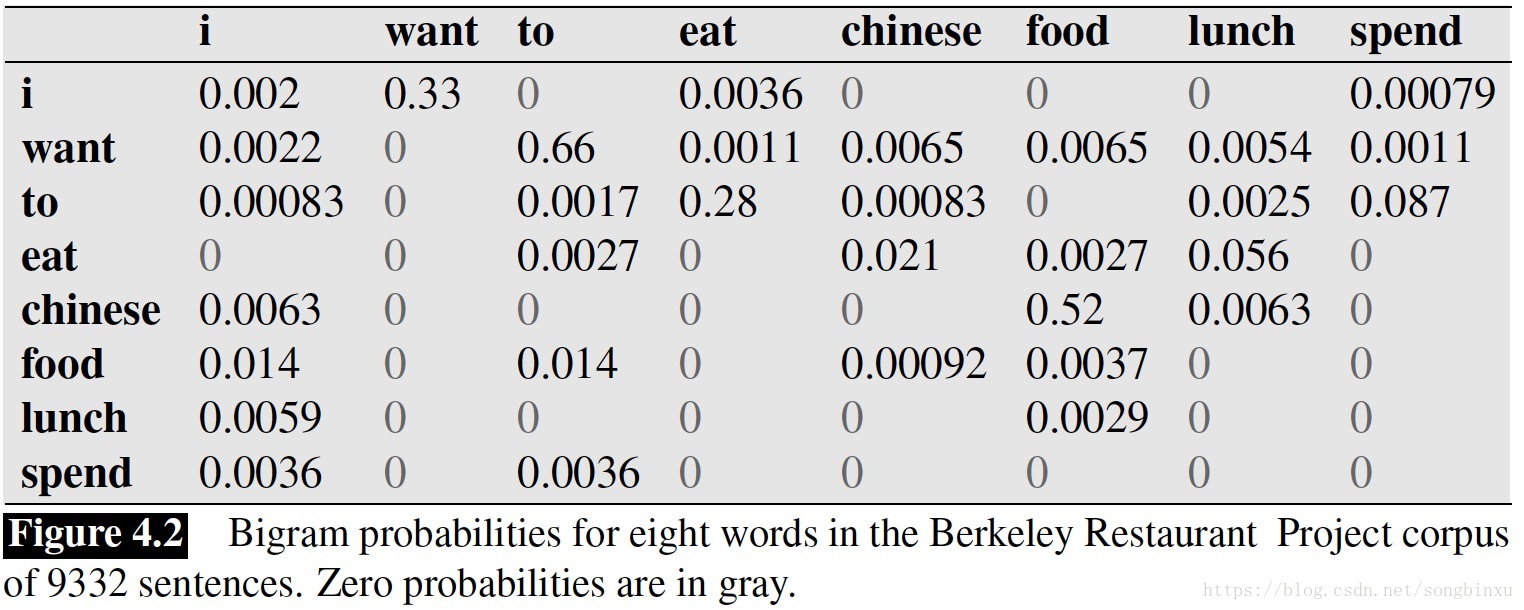 i want to eat chinese food lunch spend
i 0.002 0.33 0 0.0036 0 0 0 0.00079
want 0.0022 0 0.66 0.0011 0.0065 0.0065 0.0054 0.0011
to 0.00083 0 0.0017 0.28 0.00083 0 0.0025 0.087
eat 0 0 0.0027 0 0.021 0.0027 0.056 0
chinese 0.0063 0 0 0 0 0.52 0.0063 0
food 0.014 0 0.014 0 0.00092 0.0037 0 0
lunch 0.0059 0 0 0 0 0.0029 0 0
spend 0.0036 0 0.0036 0 0 0 0 0
Figure 4.2 Bigram probabilities for eight words in the Berkeley Restaurant Project corpus
of 9332 sentences. Zero probabilities are in gray.
https://blog.csdn.net/songbinxu